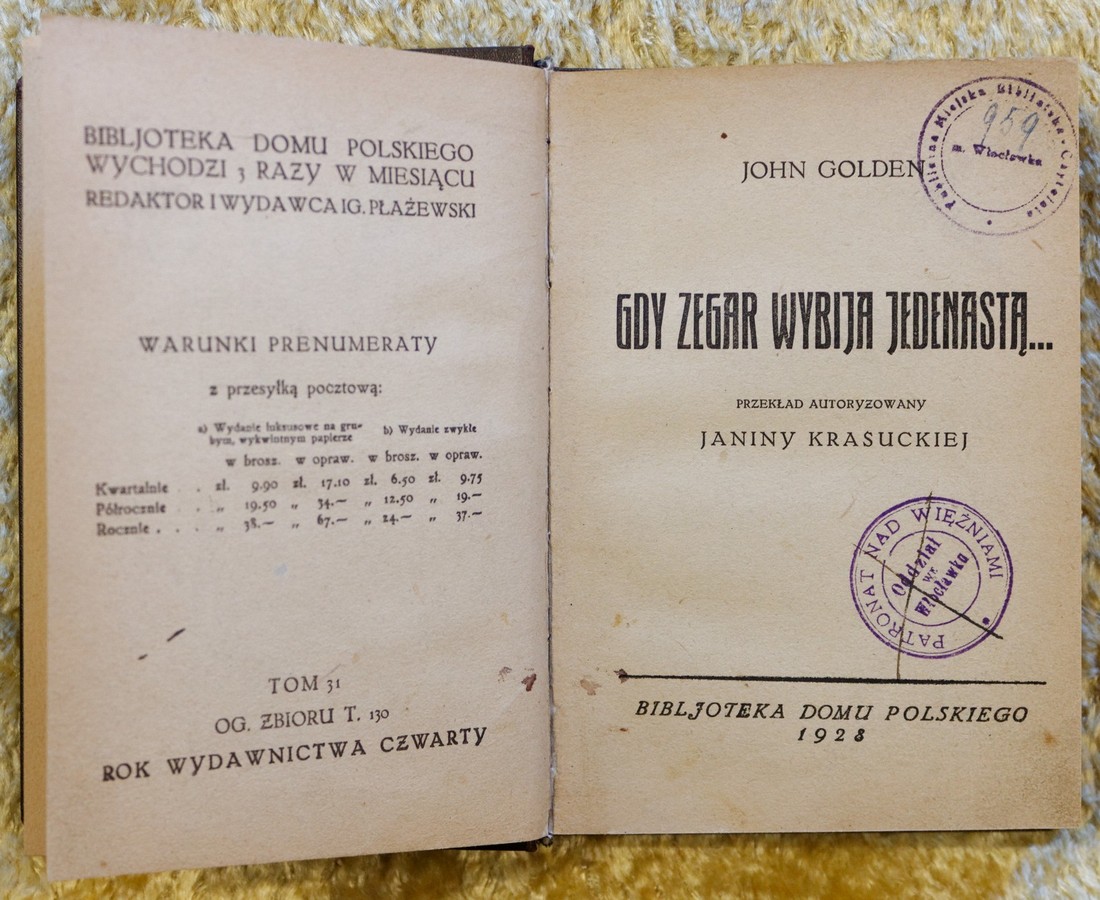 BIBLJOTEKA DOMU POLSKIEGO
WYCHODZI 3 RAZY W MIESIĄCU
REDAKTOR I WYDAWCA IG. PŁAŻEWSKI
WARUNKI PRENUMERATY
z przesyłką pocztową:
a) Wydanie luksusowe na gru-
bym, wykwintnym papierze
b) Wydanie zwykłe
w brosz. w opraw. w brosz. w opraw.
Kwartalnie . . zł. 9.90 zł. 17.10 zł. 6.50 zł. 9.75
Półrocznie . „ 19.50 „ 34.— „ 12.50 „ 19.—
Rocznie . . . „ 38.— „ 67.— „ 24.— „ 37.—
TOM 31
OG. ZBIORU T. 130
ROK WYDAWNICTWA CZWARTY
Publiczna Miejska Bibljoteka-Czytelnia
959
m. Włocławka
JOHN GOLDEN
GDY ZEGAR WYBIJA JEDENASTĄ...
PRZEKŁAD AUTORYZOWANY
JANINY KRASUCKIEJ
PATRONAT NAD WIĘŹNIAMI
Oddział
WE
Włocławku
BIBLJOTEKA DOMU POLSKIEGO
1928